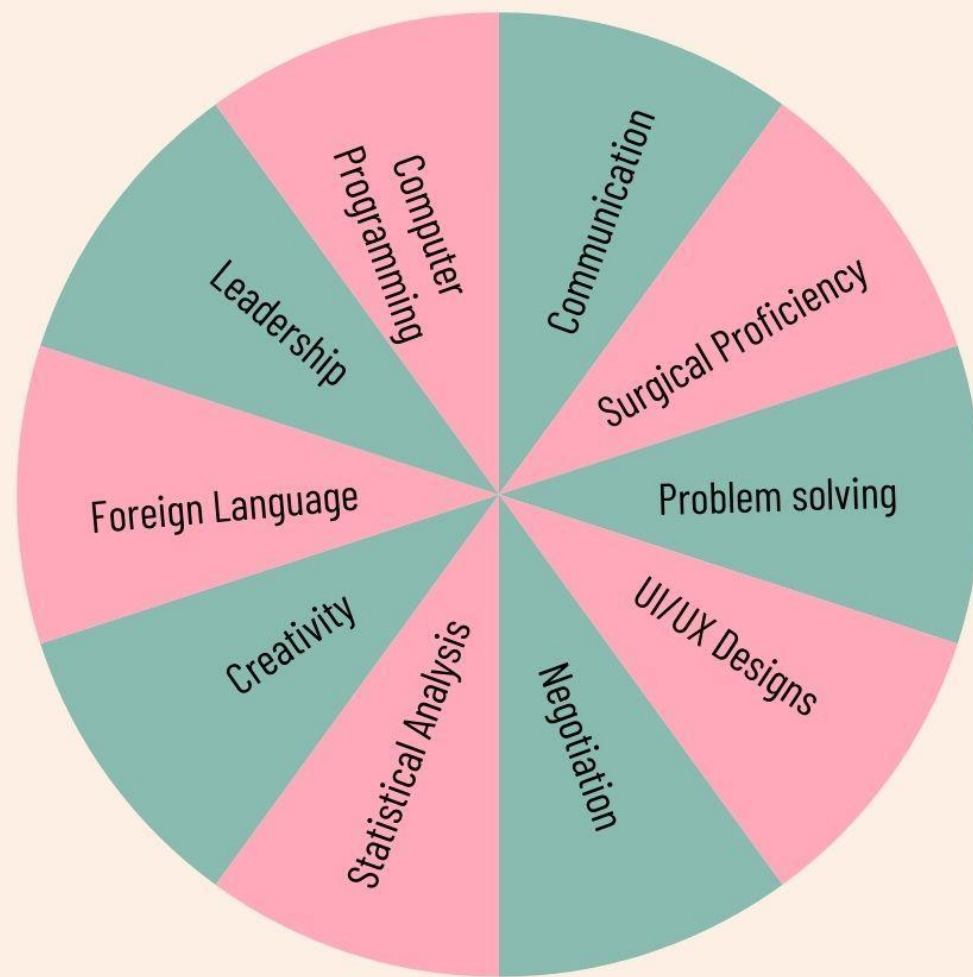 Communication
Surgical Proficiency
Problem solving
UI/UX Designs
Negotiation
Statistical Analysis
Creativity
Foreign Language
Leadership
Computer
Programming